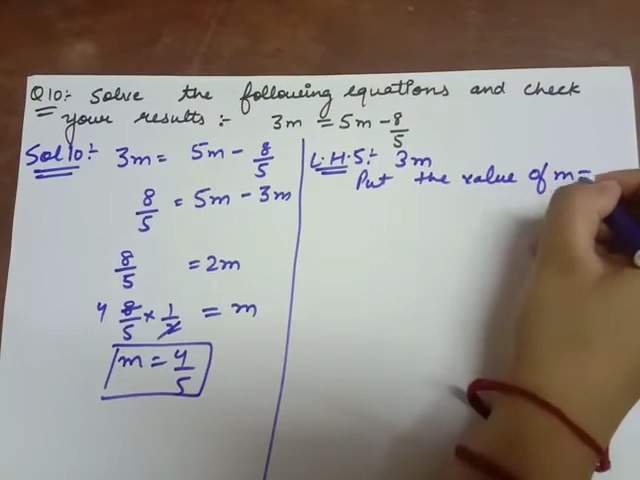 Q10:- Solve the following equations and check
your results:- 3m = 5m - 8/5
Sol10:- 3m = 5m - 8/5
8/5 = 5m - 3m
8/5 = 2m
4 8/5 × 1/2 = m
m = 4/5
L.H.S:- 3m
Put the value of m=